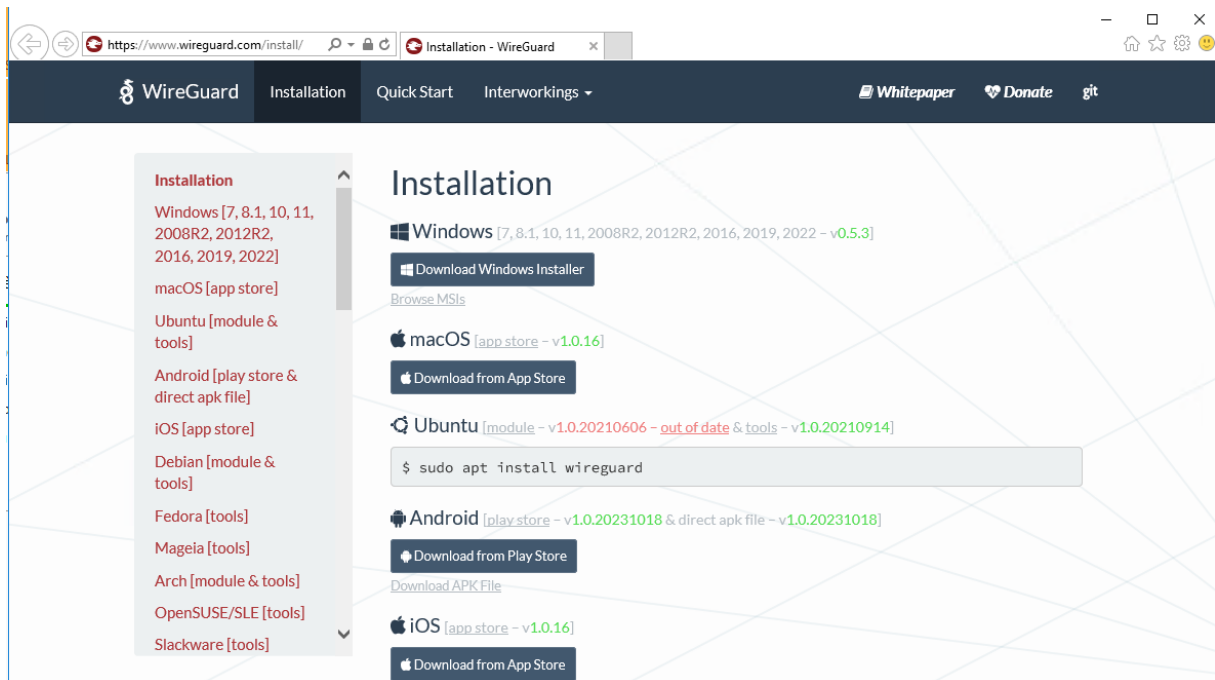 https://www.wireguard.com/install/
Installation - WireGuard
WireGuard Installation Quick Start Interworkings Whitepaper Donate git
Installation
Windows [7, 8.1, 10, 11,
2008R2, 2012R2,
2016, 2019, 2022]
macOS [app store]
Ubuntu [module &
tools]
Android [play store &
direct apk file]
iOS [app store]
Debian [module &
tools]
Fedora [tools]
Mageia [tools]
Arch [module & tools]
OpenSUSE/SLE [tools]
Slackware [tools]
Installation
Windows [7, 8.1, 10, 11, 2008R2, 2012R2, 2016, 2019, 2022 – v0.5.3]
Download Windows Installer
Browse MSIs
macOS [app store – v1.0.16]
Download from App Store
Ubuntu [module – v1.0.20210606 – out of date & tools – v1.0.20210914]
$ sudo apt install wireguard
Android [play store – v1.0.20231018 & direct apk file – v1.0.20231018]
Download from Play Store
Download APK File
iOS [app store – v1.0.16]
Download from App Store